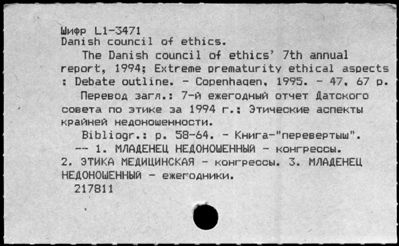 Шифр L1-3471
Danish council of ethics.
The Danish council of ethics' 7th annual
report, 1994; Extreme prematurity ethical aspects
: Debate outline. - Copenhagen, 1995. - 47, 67 p.
Перевод загл.: 7-й ежегодный отчет Датского
совета по этике за 1994 г.: Этические аспекты
крайней недоношенности.
Bibliogr.: p. 58-64. - Книга-"перевертыш".
-- 1. МЛАДЕНЕЦ НЕДОНОШЕННЫЙ - конгрессы.
2. ЭТИКА МЕДИЦИНСКАЯ - конгрессы. 3. МЛАДЕНЕЦ
НЕДОНОШЕННЫЙ - ежегодники.
217811